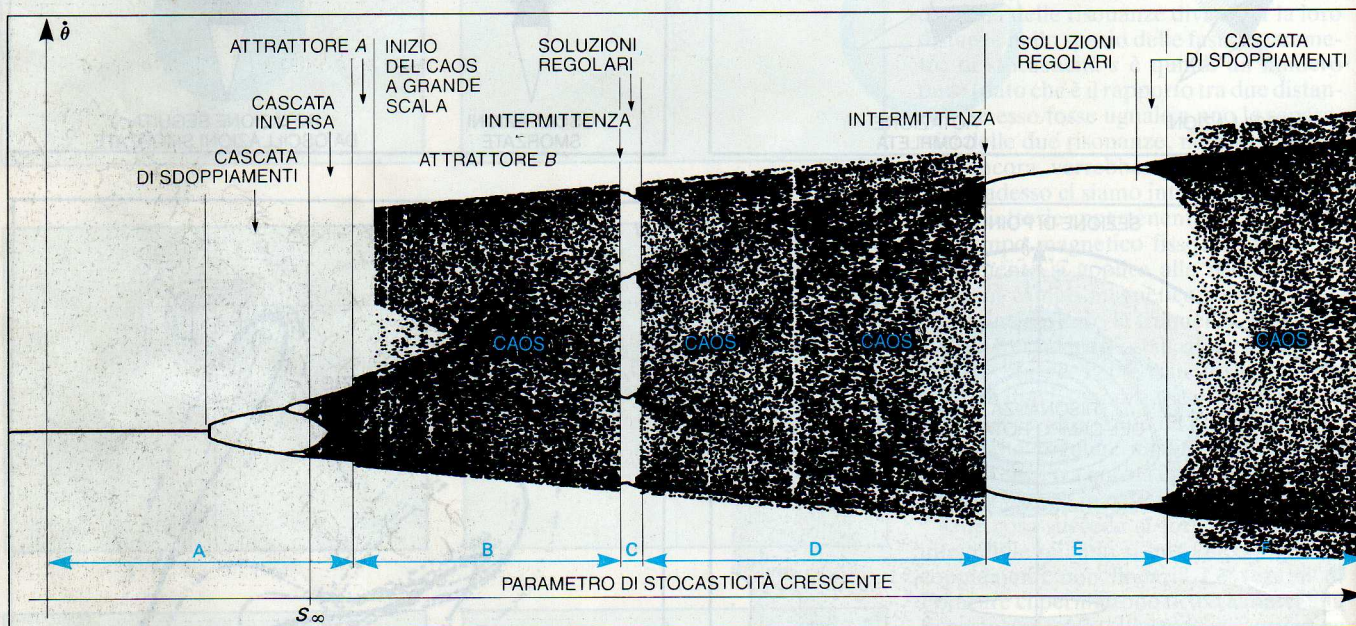 θ̇
ATTRATTORE A
INIZIO
DEL CAOS
A GRANDE
SCALA
SOLUZIONI
REGOLARI
SOLUZIONI
REGOLARI
CASCATA
DI SDOPPIAMENTI
CASCATA
INVERSA
INTERMITTENZA
INTERMITTENZA
CASCATA
DI SDOPPIAMENTI
ATTRATTORE B
CAOS
CAOS
CAOS
CAOS
A
B
C
D
E
F
PARAMETRO DI STOCASTICITÀ CRESCENTE
S∞